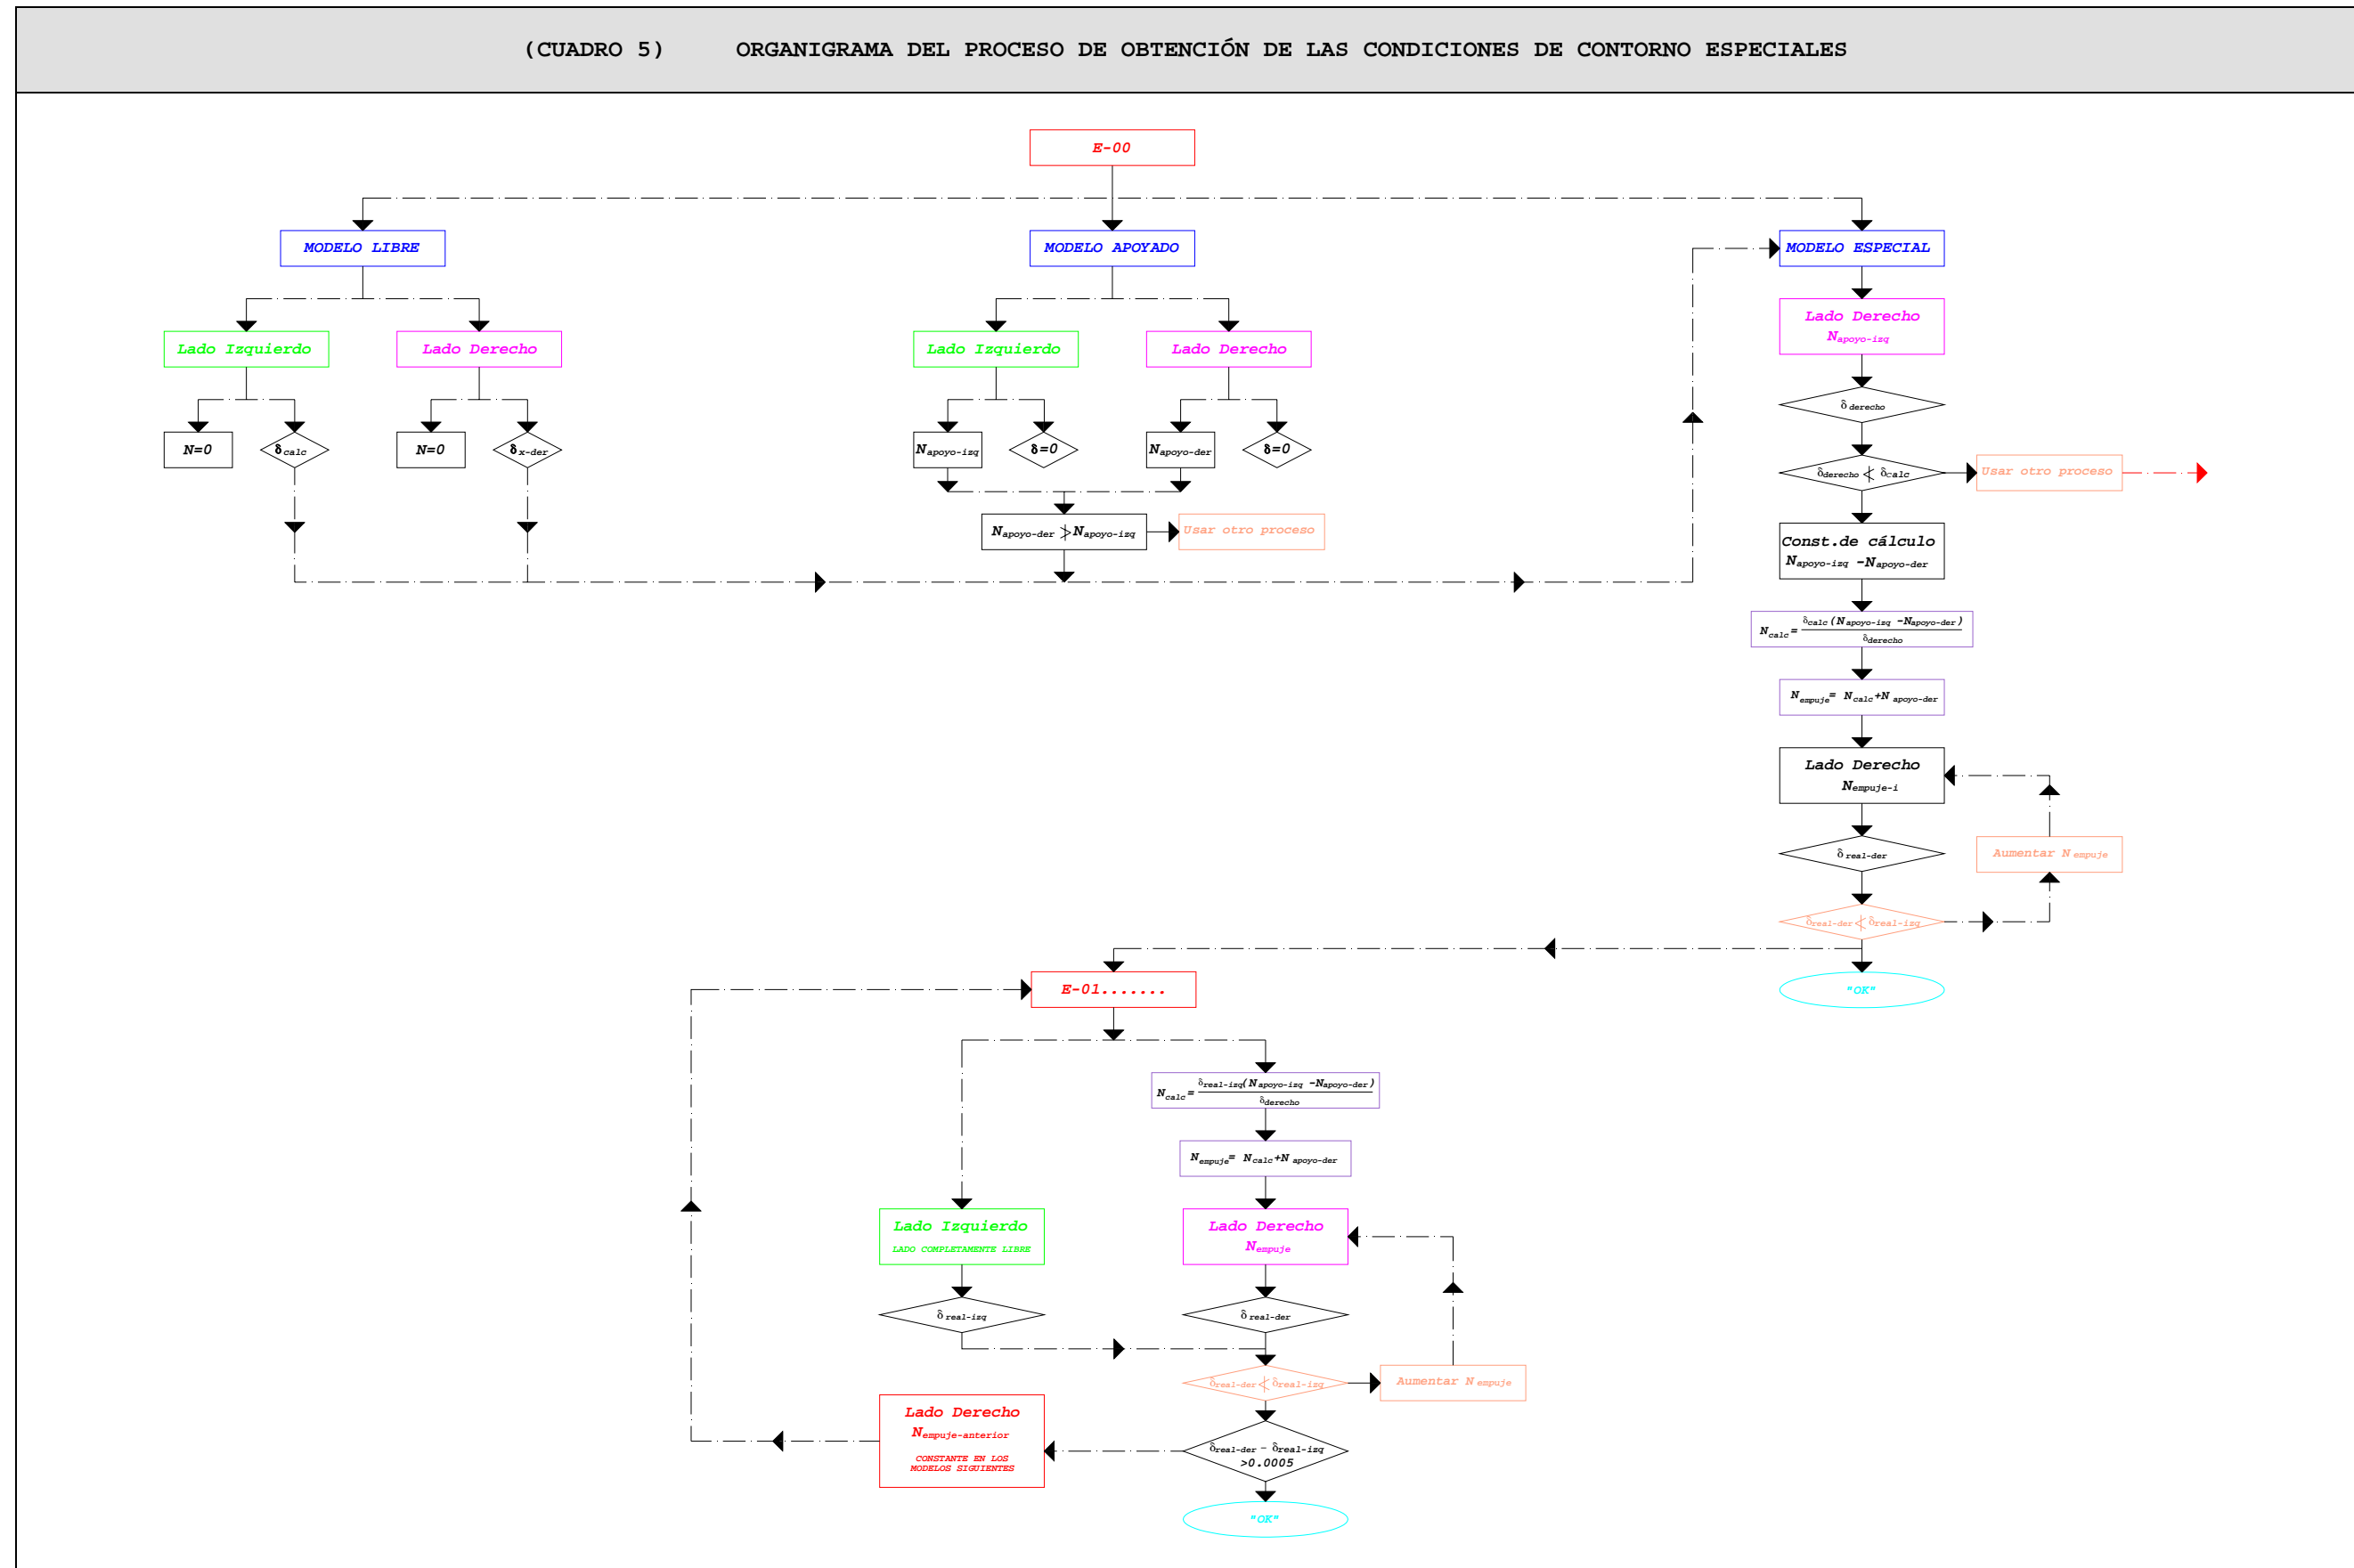 (CUADRO 5) ORGANIGRAMA DEL PROCESO DE OBTENCIÓN DE LAS CONDICIONES DE CONTORNO ESPECIALES
E-00
MODELO LIBRE
MODELO APOYADO
MODELO ESPECIAL
Lado Izquierdo
Lado Derecho
Lado Izquierdo
Lado Derecho
Lado Derecho
Napoyo-izq
N=0
δcalc
N=0
δx-der
Napoyo-izq
δ=0
Napoyo-der
δ=0
δ derecho
δderecho ≮ δcalc
Usar otro proceso
Napoyo-der ≯ Napoyo-izq
Usar otro proceso
Const.de cálculo
Napoyo-izq -Napoyo-der
Ncalc= δcalc(Napoyo-izq -Napoyo-der)
δderecho
Nempuje= Ncalc+N apoyo-der
Lado Derecho
Nempuje-i
δ real-der
Aumentar N empuje
δreal-der ≮ δreal-izq
"OK"
E-01.......
Ncalc= δreal-izq(Napoyo-izq -Napoyo-der)
δderecho
Nempuje= Ncalc+N apoyo-der
Lado Izquierdo
LADO COMPLETAMENTE LIBRE
Lado Derecho
Nempuje
δ real-izq
δ real-der
δreal-der ≮ δreal-izq
Aumentar N empuje
Lado Derecho
Nempuje-anterior
CONSTANTE EN LOS
MODELOS SIGUIENTES
δreal-der - δreal-izq
>0.0005
"OK"